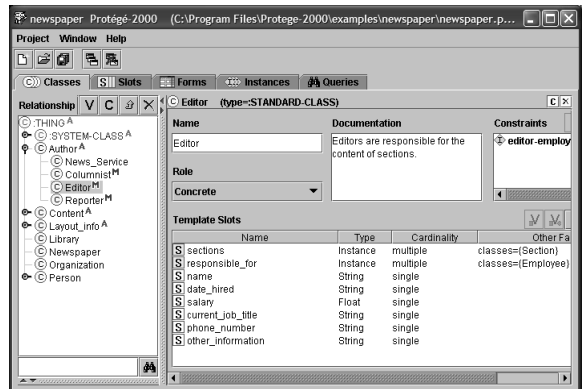 newspaper Protégé-2000 (C:\Program Files\Protege-2000\examples\newspaper\newspaper.p...
Project Window Help
Classes Slots Forms Instances Queries
Relationship V C
C Editor (type=:STANDARD-CLASS)
:THING A
:SYSTEM-CLASS A
Author A
News_Service
Columnist M
Editor M
Reporter M
Content A
Layout_info A
Library
Newspaper
Organization
Person
Name
Editor
Role
Concrete
Documentation
Editors are responsible for the
content of sections.
Constraints
editor-employ
Template Slots
Name Type Cardinality Other Fa
S sections Instance multiple classes={Section}
S responsible_for Instance multiple classes={Employee}
S name String single
S date_hired String single
S salary Float single
S current_job_title String single
S phone_number String single
S other_information String single